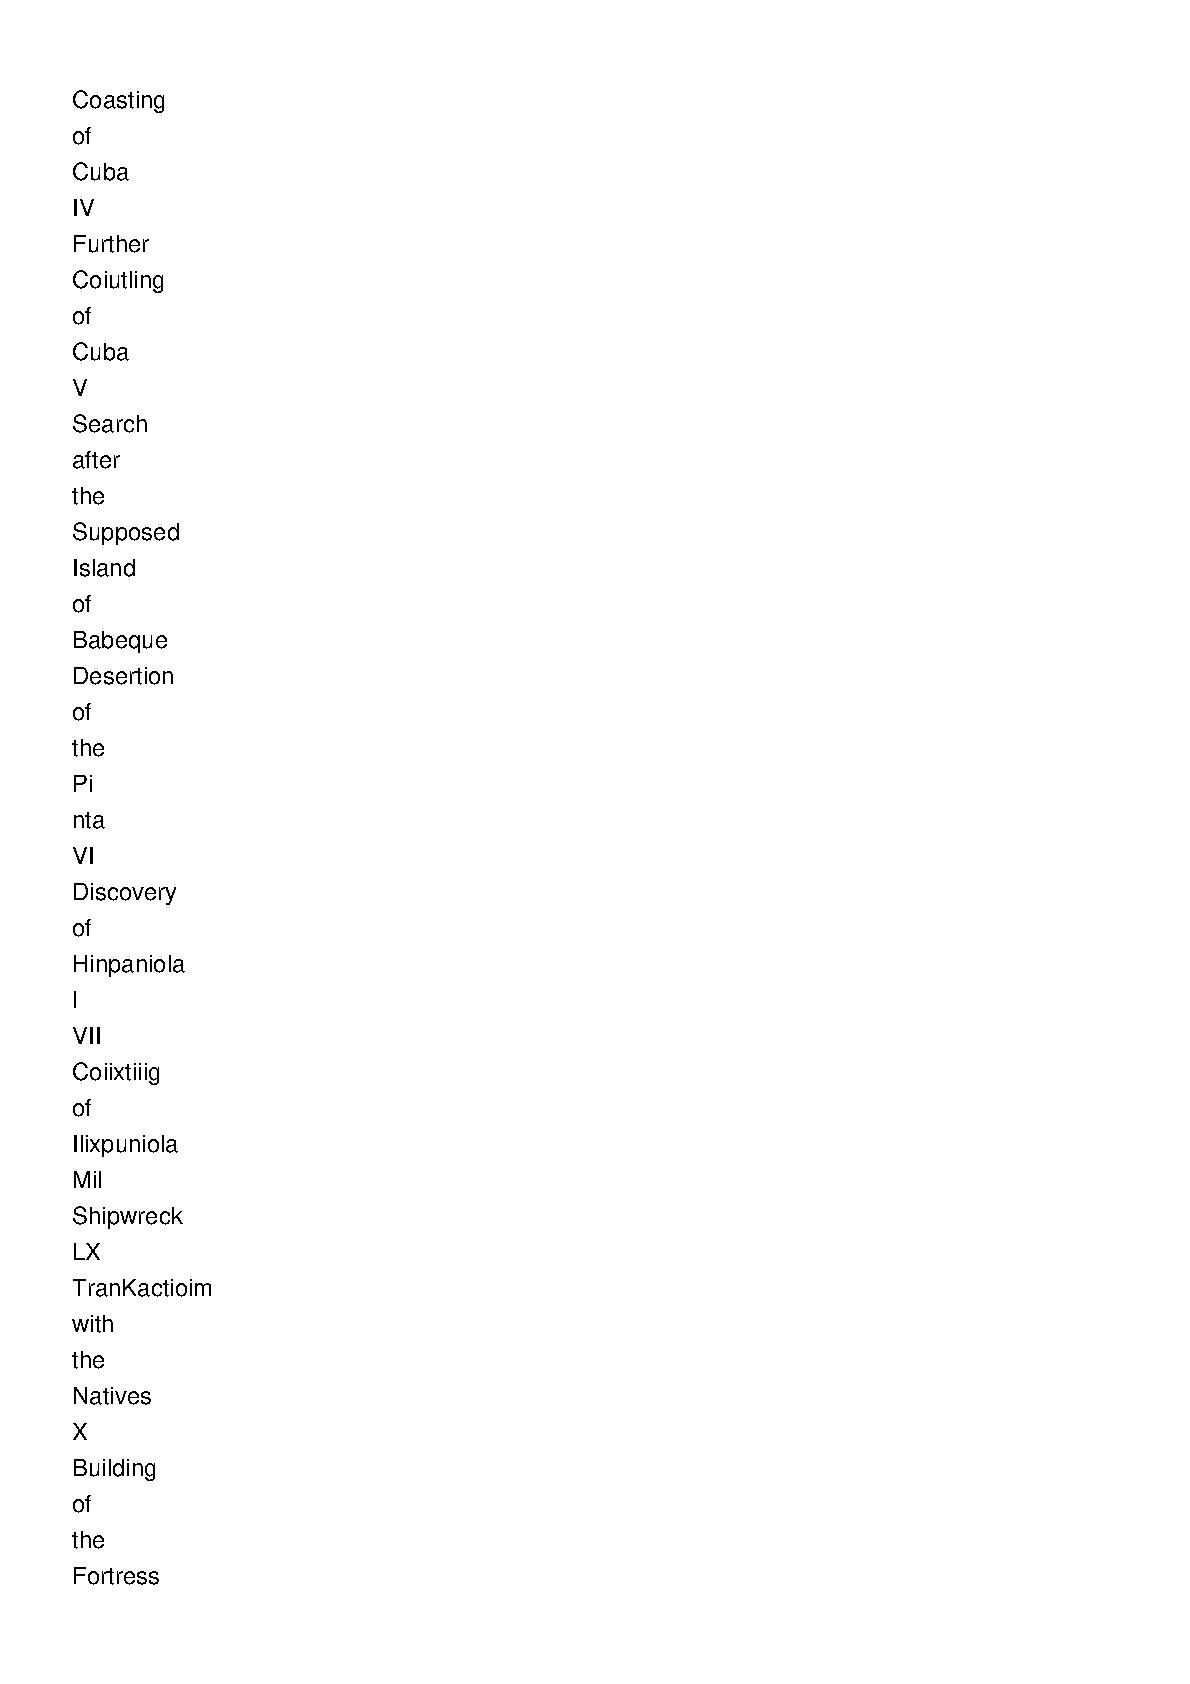 Coasting
of
Cuba
IV
Further
Coiutling
of
Cuba
V
Search
after
the
Supposed
Island
of
Babeque
Desertion
of
the
Pi
nta
VI
Discovery
of
Hinpaniola
I
VII
Coiixtiiig
of
Ilixpuniola
Mil
Shipwreck
LX
TranKactioim
with
the
Natives
X
Building
of
the
Fortress